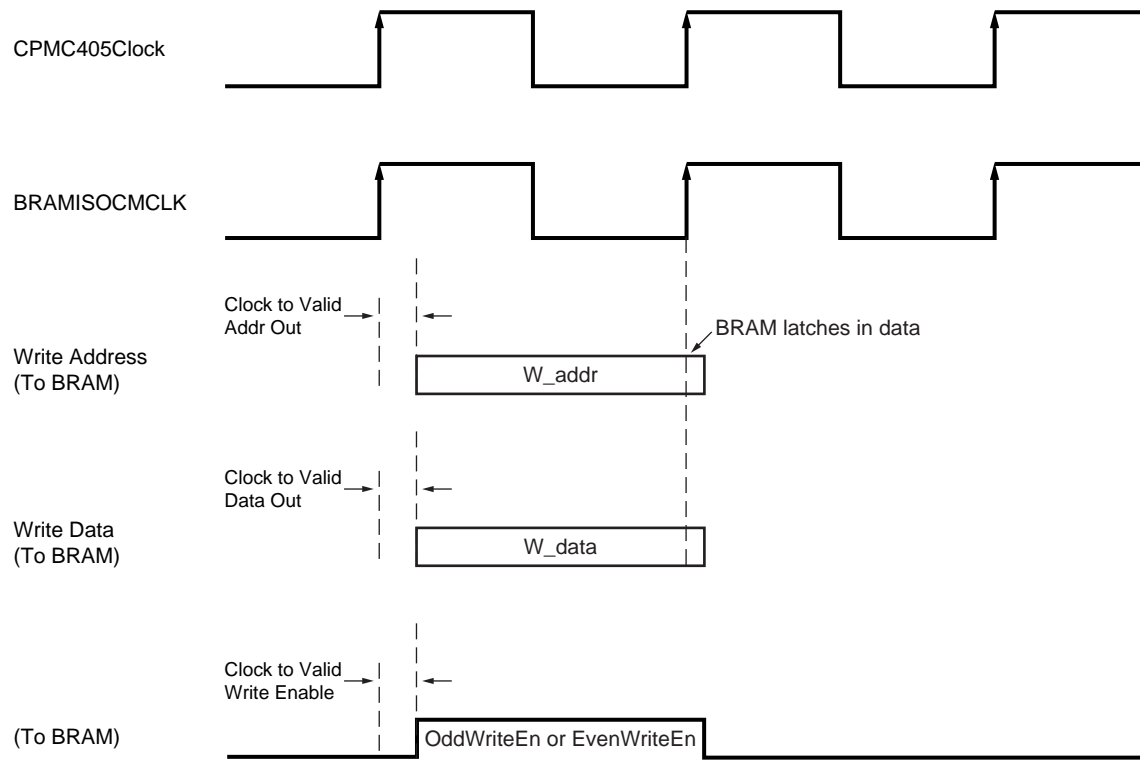 CPMC405Clock
BRAMISOCMCLK
Clock to Valid
Addr Out
BRAM latches in data
Write Address
(To BRAM)
W_addr
Clock to Valid
Data Out
Write Data
(To BRAM)
W_data
Clock to Valid
Write Enable
(To BRAM)
OddWriteEn or EvenWriteEn